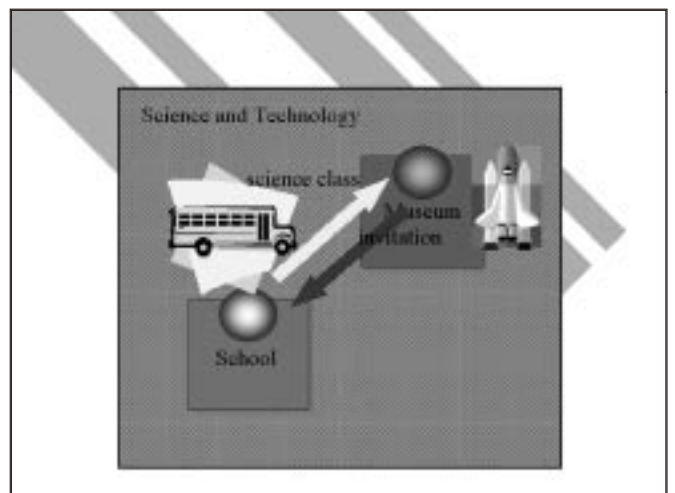 Science and Technology
science class
Museum
invitation
School